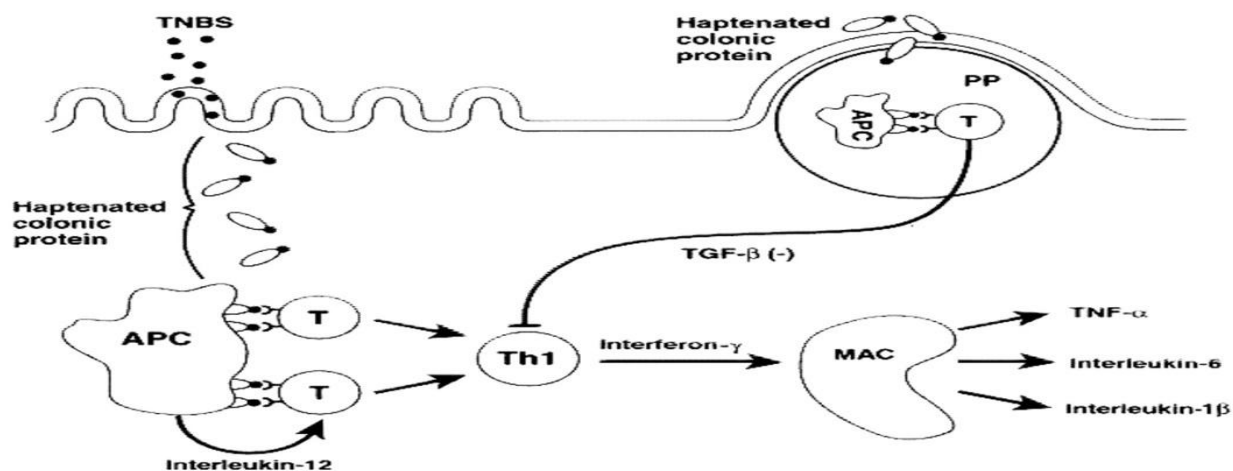 TNBS
Haptenated
colonic
protein
PP
APC
T
Haptenated
colonic
protein
TGF-β (-)
APC
T
T
Th1
Interferon-γ
MAC
TNF-α
Interleukin-6
Interleukin-1β
Interleukin-12